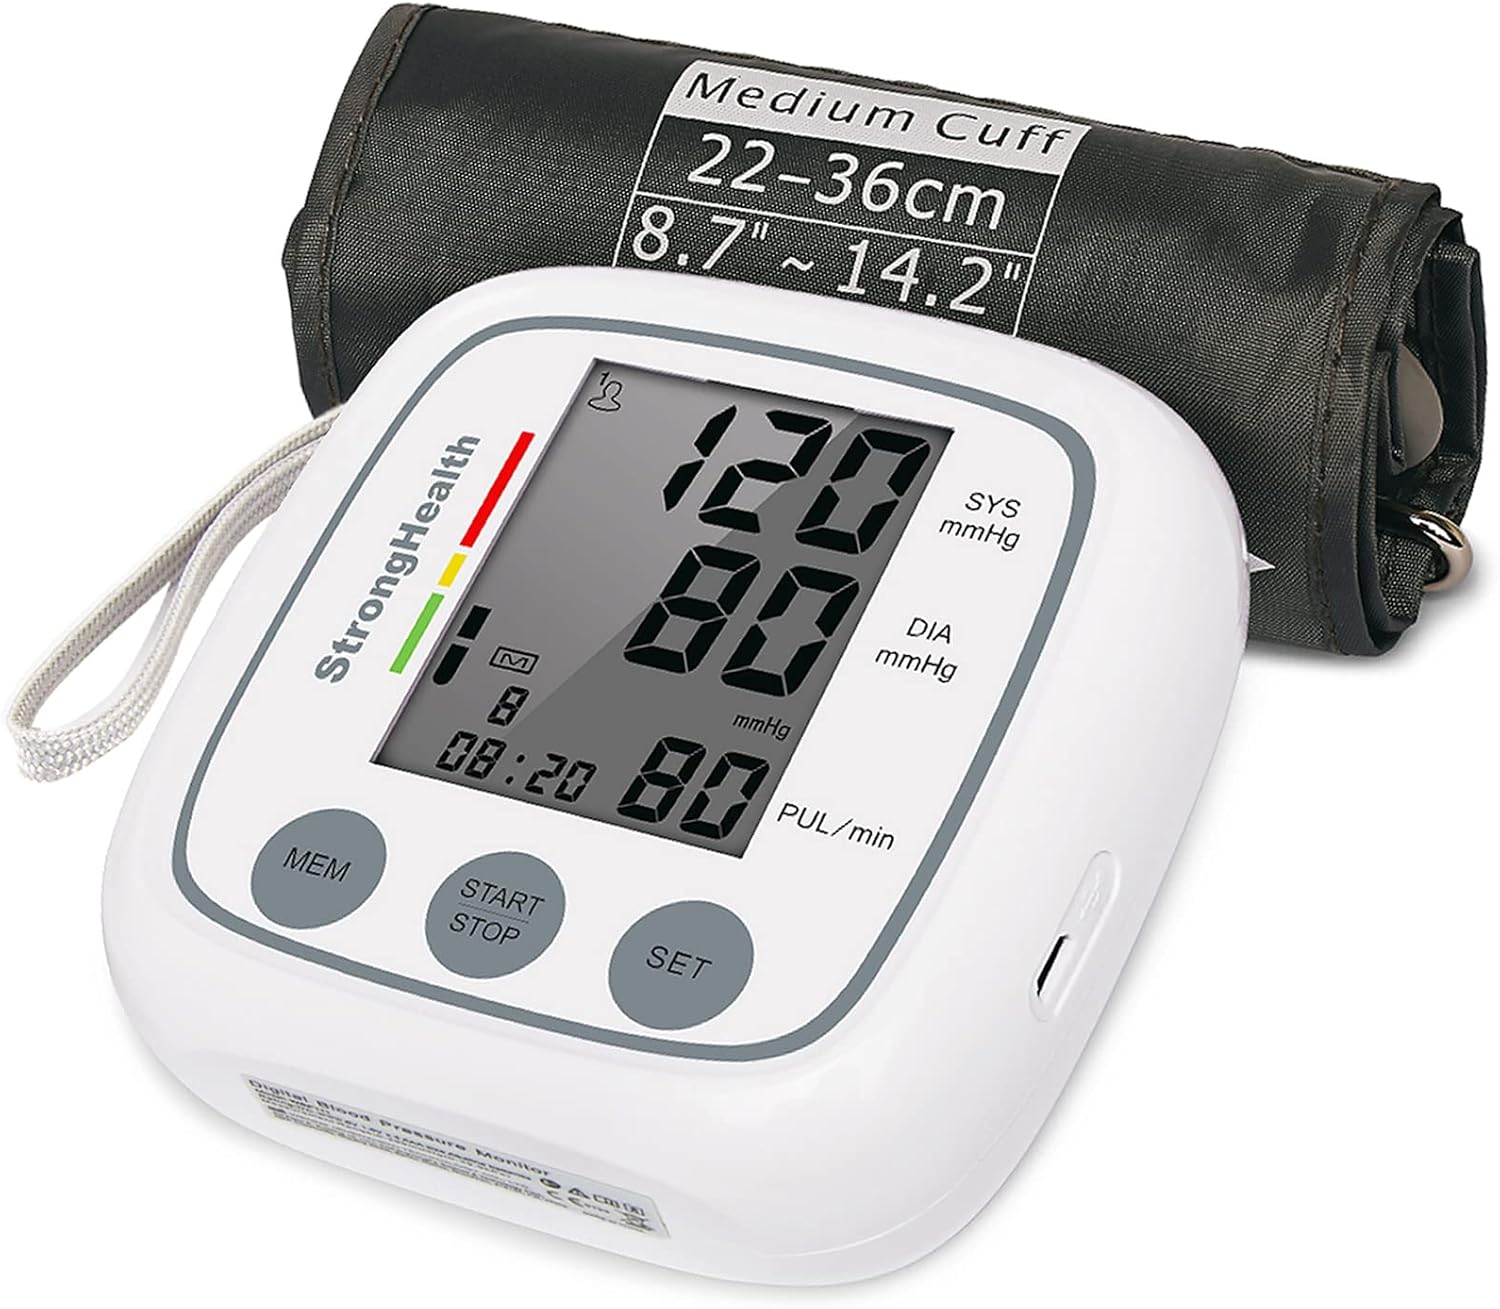 Medium Cuff
22-36cm
8.7" ~ 14.2"
StrongHealth
1
120
SYS
mmHg
80
DIA
mmHg
mmHg
M
8
08:20
80
PUL/min
MEM
START
STOP
SET
Digital Blood Pressure Monitor